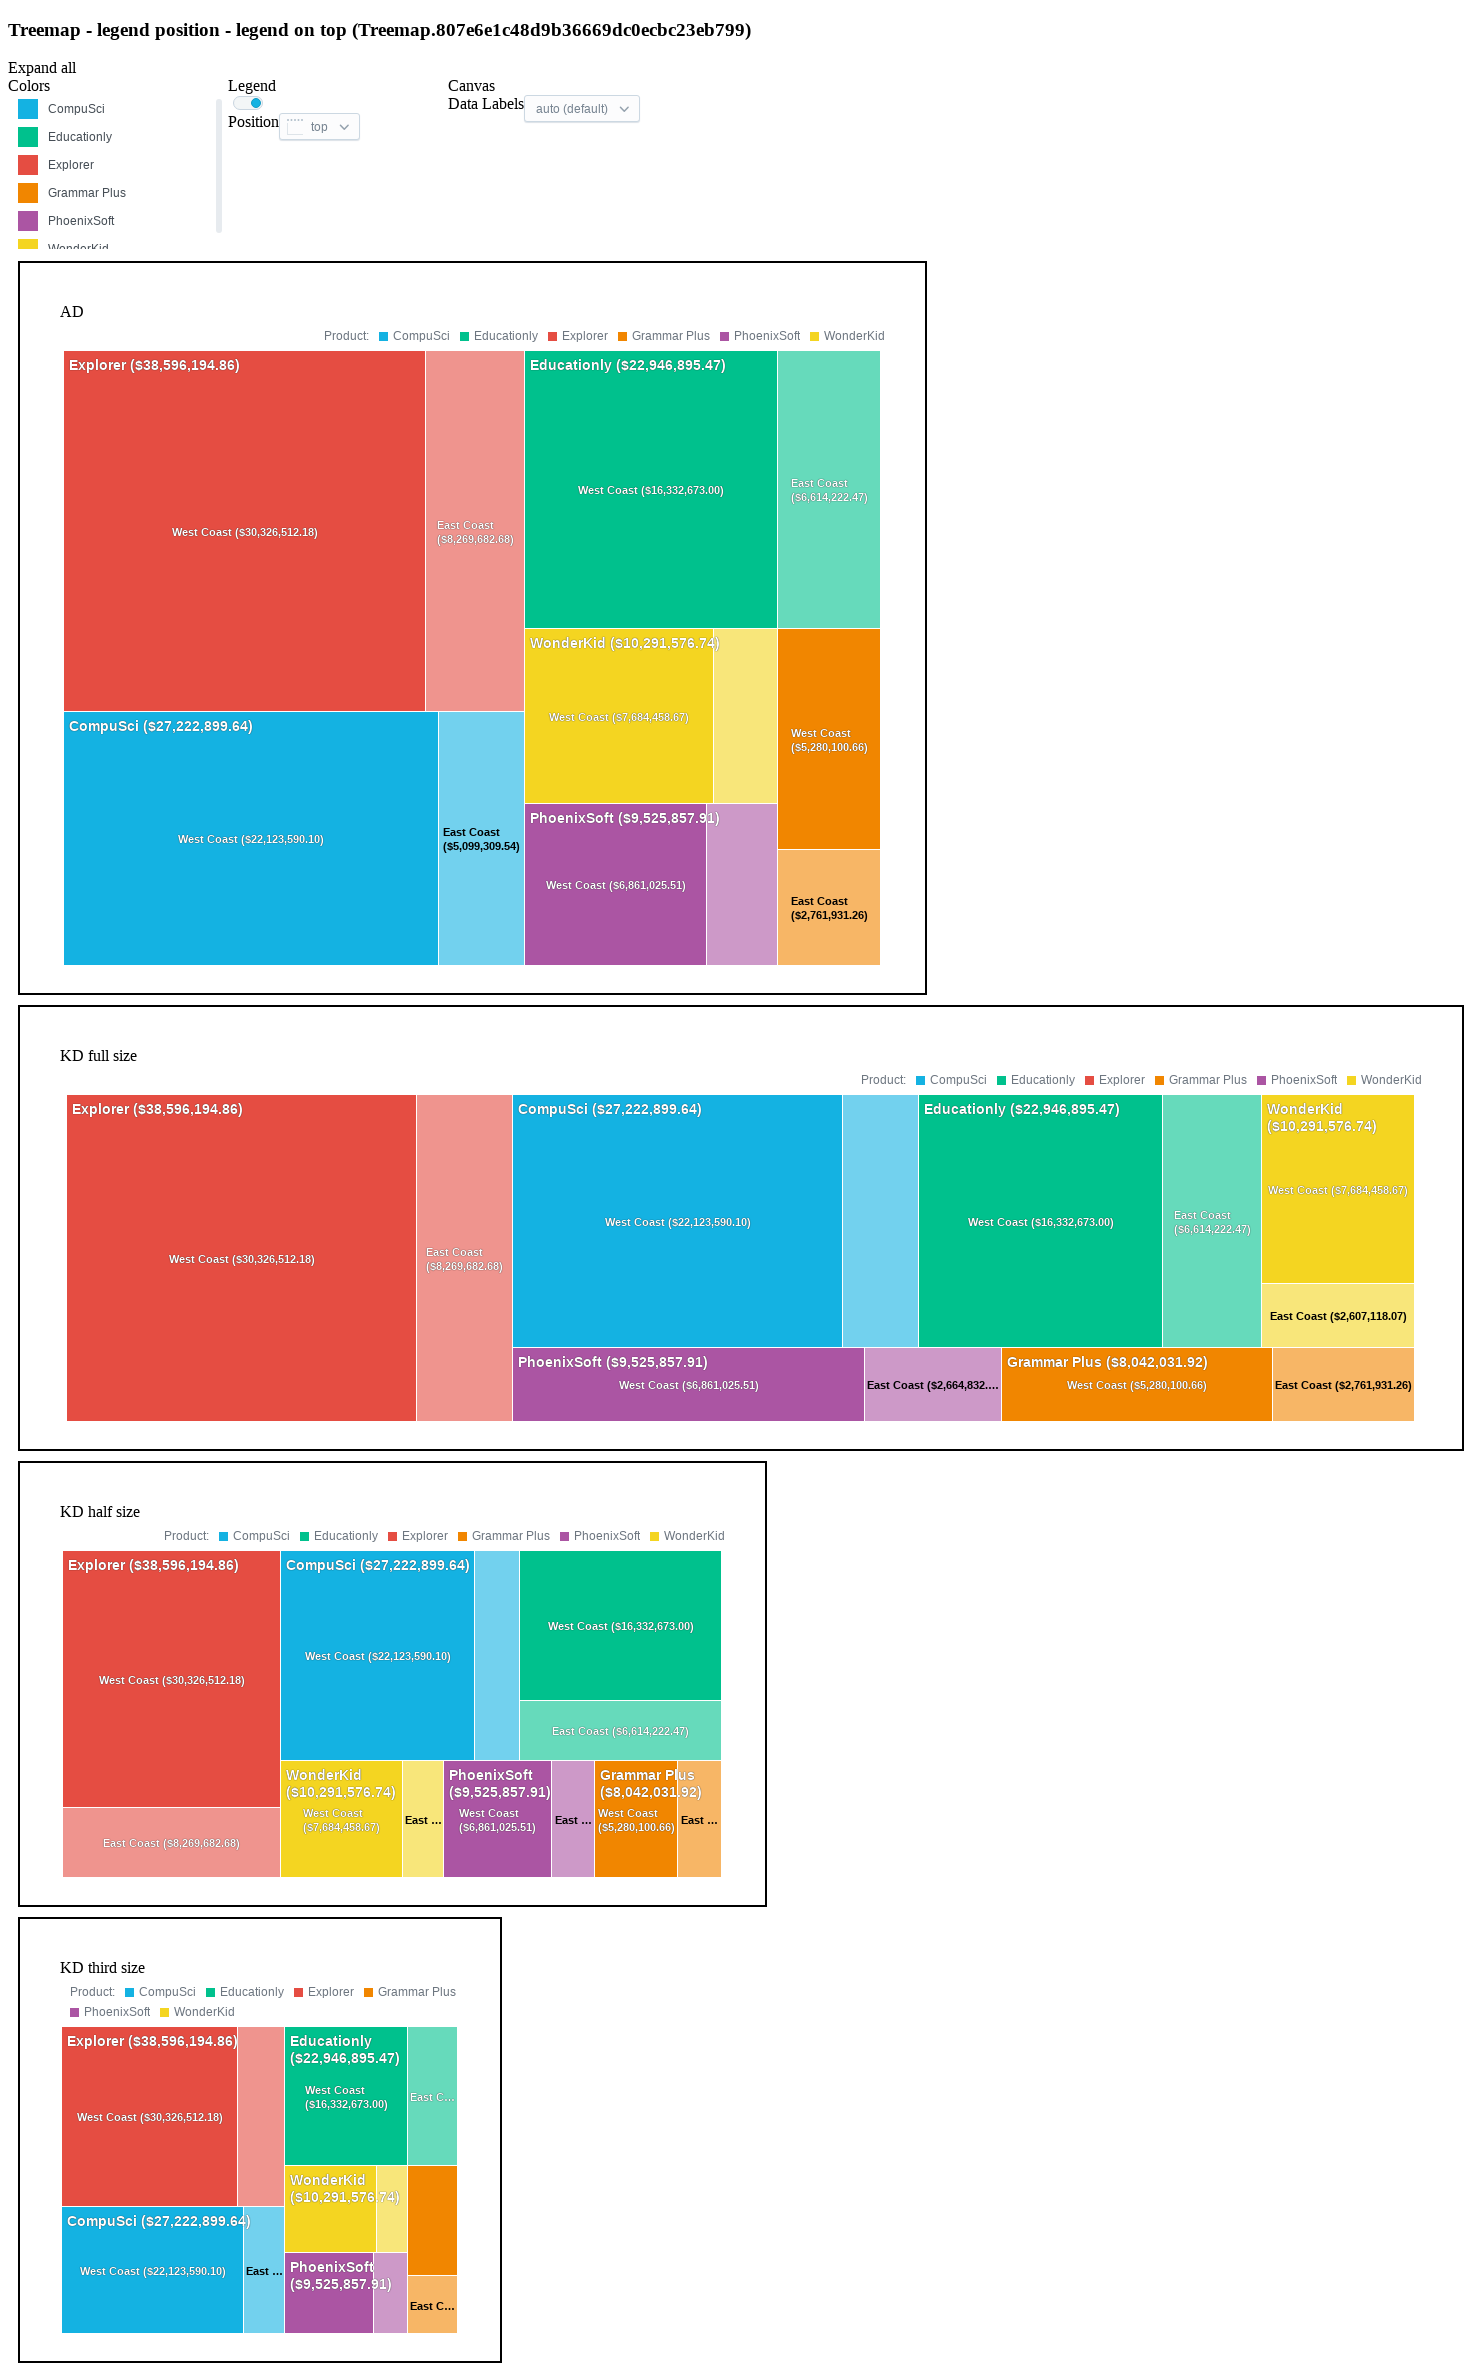 Treemap - legend position - legend on top (Treemap.807e6e1c48d9b36669dc0ecbc23eb799)
Expand all
Colors
CompuSci
Educationly
Explorer
Grammar Plus
PhoenixSoft
WonderKid
Legend
Position top
Canvas
Data Labels auto (default)
AD
Product: CompuSci Educationly Explorer Grammar Plus PhoenixSoft WonderKid
Explorer ($38,596,194.86)
West Coast ($30,326,512.18)
East Coast
($8,269,682.68)
Educationly ($22,946,895.47)
West Coast ($16,332,673.00)
East Coast
($6,614,222.47)
WonderKid ($10,291,576.74)
West Coast ($7,684,458.67)
West Coast
($5,280,100.66)
CompuSci ($27,222,899.64)
West Coast ($22,123,590.10)
East Coast
($5,099,309.54)
PhoenixSoft ($9,525,857.91)
West Coast ($6,861,025.51)
East Coast
($2,761,931.26)
KD full size
Product: CompuSci Educationly Explorer Grammar Plus PhoenixSoft WonderKid
Explorer ($38,596,194.86)
West Coast ($30,326,512.18)
East Coast
($8,269,682.68)
CompuSci ($27,222,899.64)
West Coast ($22,123,590.10)
Educationly ($22,946,895.47)
West Coast ($16,332,673.00)
East Coast
($6,614,222.47)
WonderKid
($10,291,576.74)
West Coast ($7,684,458.67)
East Coast ($2,607,118.07)
PhoenixSoft ($9,525,857.91)
West Coast ($6,861,025.51)
East Coast ($2,664,832.…
Grammar Plus ($8,042,031.92)
West Coast ($5,280,100.66)
East Coast ($2,761,931.26)
KD half size
Product: CompuSci Educationly Explorer Grammar Plus PhoenixSoft WonderKid
Explorer ($38,596,194.86)
West Coast ($30,326,512.18)
East Coast ($8,269,682.68)
CompuSci ($27,222,899.64)
West Coast ($22,123,590.10)
West Coast ($16,332,673.00)
East Coast ($6,614,222.47)
WonderKid
($10,291,576.74)
West Coast
($7,684,458.67)
East …
PhoenixSoft
($9,525,857.91)
West Coast
($6,861,025.51)
East …
Grammar Plus
($8,042,031.92)
West Coast
($5,280,100.66)
East …
KD third size
Product: CompuSci Educationly Explorer Grammar Plus
PhoenixSoft WonderKid
Explorer ($38,596,194.86)
West Coast ($30,326,512.18)
Educationly
($22,946,895.47)
West Coast
($16,332,673.00)
East C…
WonderKid
($10,291,576.74)
CompuSci ($27,222,899.64)
West Coast ($22,123,590.10)
East …
PhoenixSoft
($9,525,857.91)
East C…